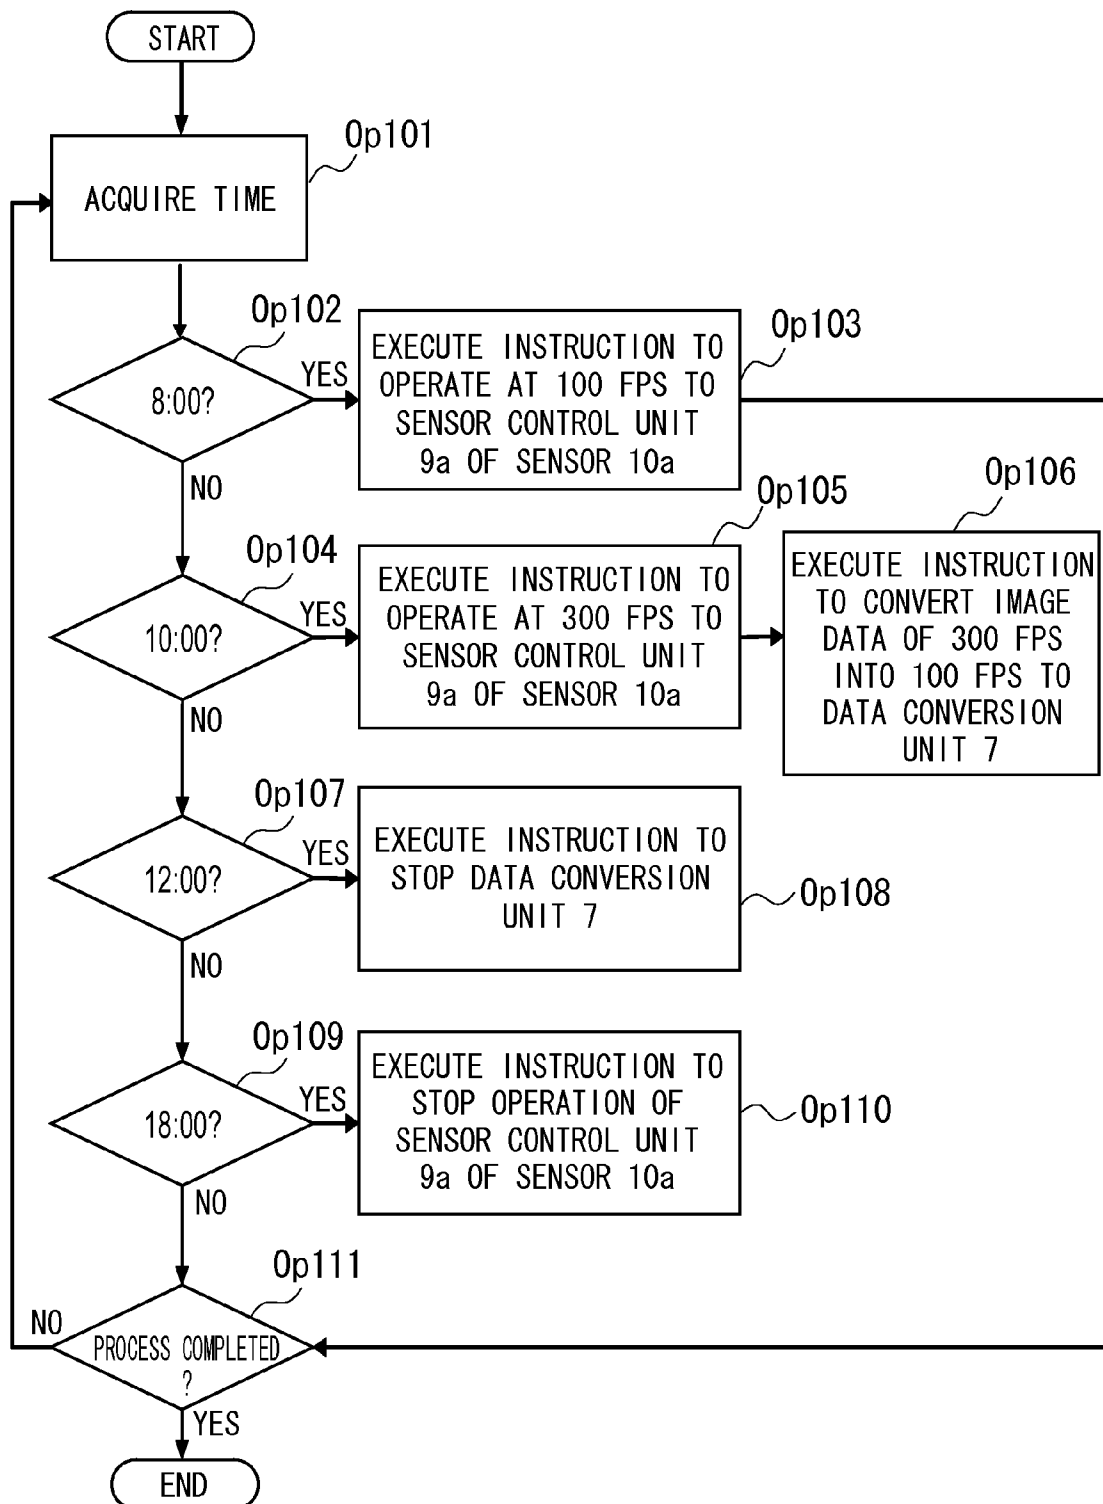 START
Op101
ACQUIRE TIME
Op102
8:00?
YES
NO
EXECUTE INSTRUCTION TO
OPERATE AT 100 FPS TO
SENSOR CONTROL UNIT
9a OF SENSOR 10a
Op103
Op104
10:00?
YES
NO
Op105
EXECUTE INSTRUCTION TO
OPERATE AT 300 FPS TO
SENSOR CONTROL UNIT
9a OF SENSOR 10a
Op106
EXECUTE INSTRUCTION
TO CONVERT IMAGE
DATA OF 300 FPS
INTO 100 FPS TO
DATA CONVERSION
UNIT 7
Op107
12:00?
YES
NO
EXECUTE INSTRUCTION TO
STOP DATA CONVERSION
UNIT 7
Op108
Op109
18:00?
YES
NO
EXECUTE INSTRUCTION TO
STOP OPERATION OF
SENSOR CONTROL UNIT
9a OF SENSOR 10a
Op110
Op111
NO
PROCESS COMPLETED
?
YES
END